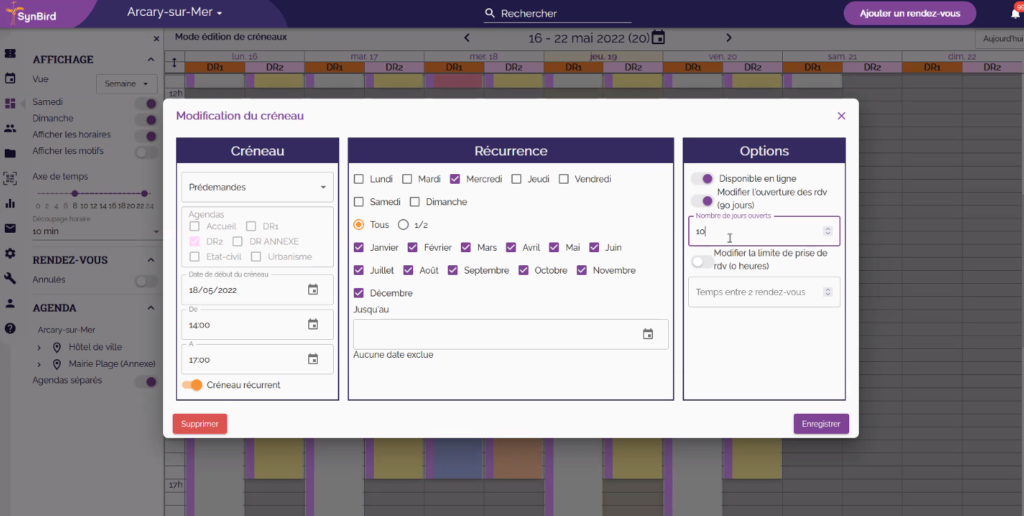 SynBird
Arcary-sur-Mer
Rechercher
Ajouter un rendez-vous
99
Mode édition de créneaux
16 - 22 mai 2022 (20)
Aujourd'hui
lun. 16
mar. 17
mer. 18
jeu. 19
ven. 20
sam. 21
dim. 22
DR1
DR2
DR1
DR2
DR1
DR2
DR1
DR2
DR1
DR2
DR1
DR2
DR1
DR2
12h
17h
AFFICHAGE
Vue
Semaine
Samedi
Dimanche
Afficher les horaires
Afficher les motifs
Axe de temps
0 2 4 6 8 10 12 14 16 18 20 22 24
Découpage horaire
10 min
RENDEZ-VOUS
Annulés
AGENDA
Arcary-sur-Mer
Hôtel de ville
Mairie Plage (Annexe)
Agendas séparés
Modification du créneau
Créneau
Prédemandes
Agendas
Accueil
DR1
DR2
DR ANNEXE
Etat-civil
Urbanisme
Date de début du créneau
18/05/2022
De
14:00
A
17:00
Créneau récurrent
Récurrence
Lundi
Mardi
Mercredi
Jeudi
Vendredi
Samedi
Dimanche
Tous
1/2
Janvier
Février
Mars
Avril
Mai
Juin
Juillet
Août
Septembre
Octobre
Novembre
Décembre
Jusqu'au
Aucune date exclue
Options
Disponible en ligne
Modifier l'ouverture des rdv
(90 jours)
Nombre de jours ouverts
10
Modifier la limite de prise de
rdv (0 heures)
Temps entre 2 rendez-vous
Supprimer
Enregistrer